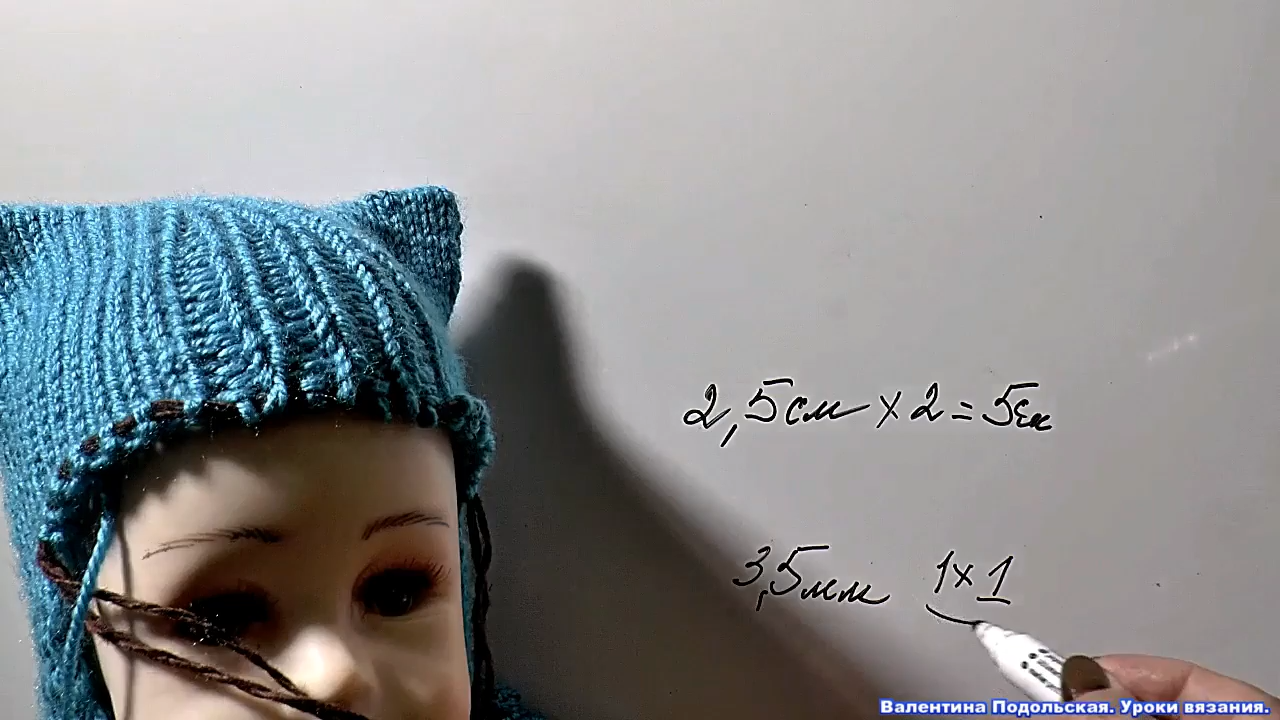 2,5см х 2 = 5см
3,5мм 1х1
Валентина Подольская. Уроки вязания.